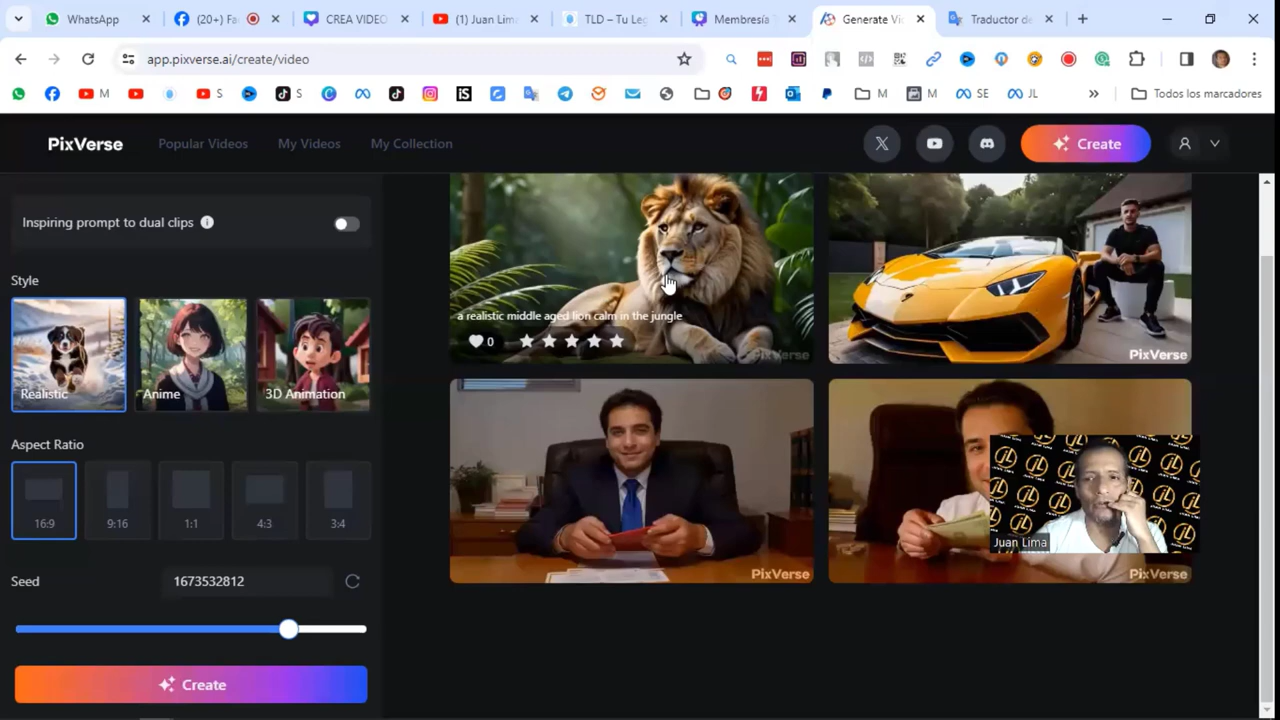 WhatsApp
(20+) Fa
CREA VIDEO
(1) Juan Lima
TLD – Tu Leg
Membresía T
Generate Vi
Traductor de
app.pixverse.ai/create/video
M
S
S
iS
M
M
SE
JL
Todos los marcadores
PixVerse
Popular Videos
My Videos
My Collection
Create
Inspiring prompt to dual clips
Style
Realistic
Anime
3D Animation
Aspect Ratio
16:9
9:16
1:1
4:3
3:4
Seed
1673532812
Create
a realistic middle aged lion calm in the jungle
0
PixVerse
PixVerse
PixVerse
PixVerse
Juan Lima